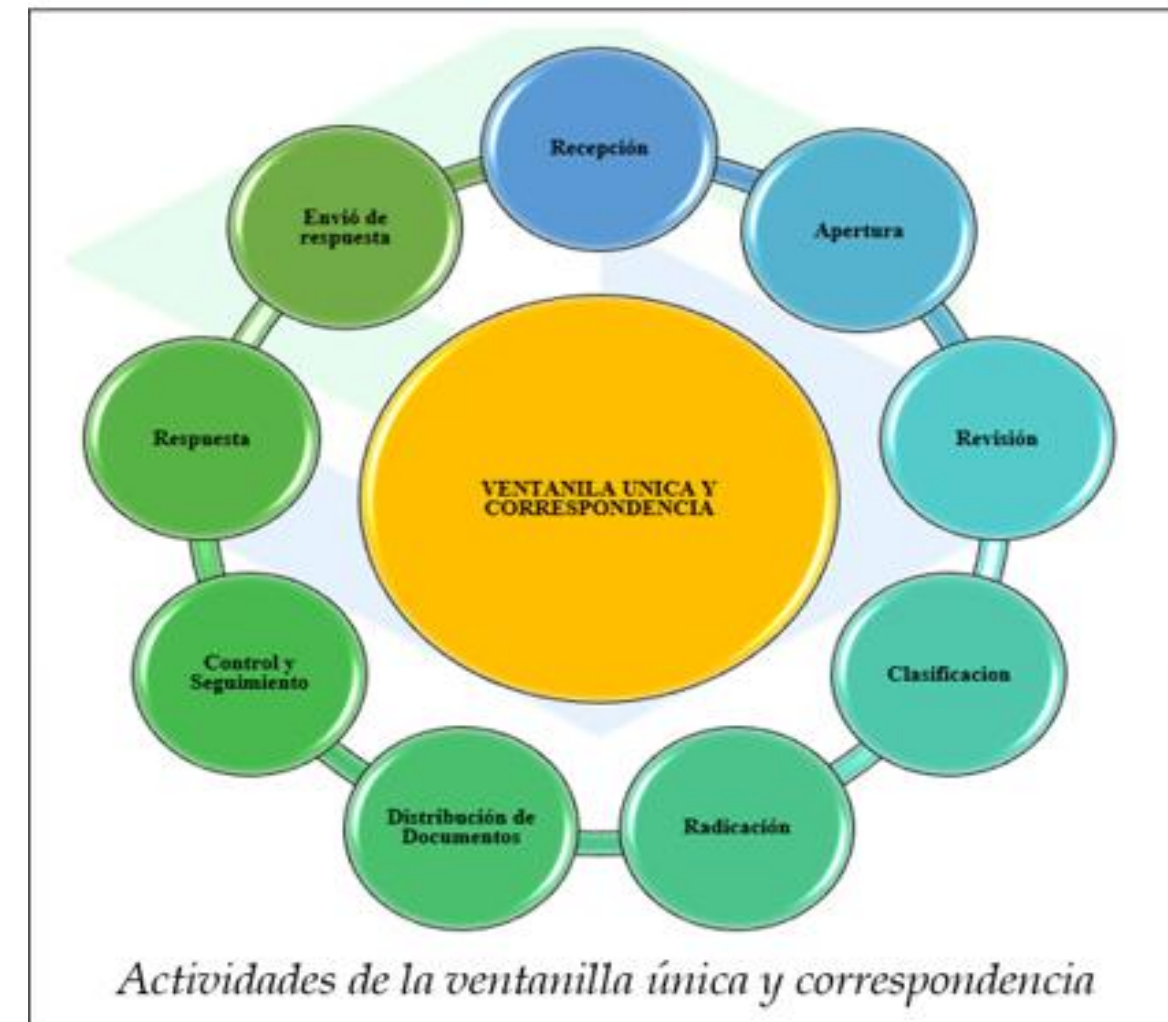 Recepción
Apertura
Revisión
Clasificacion
Radicación
Distribución de
Documentos
Control y
Seguimiento
Respuesta
Envió de
respuesta
VENTANILA UNICA Y
CORRESPONDENCIA
Actividades de la ventanilla única y correspondencia